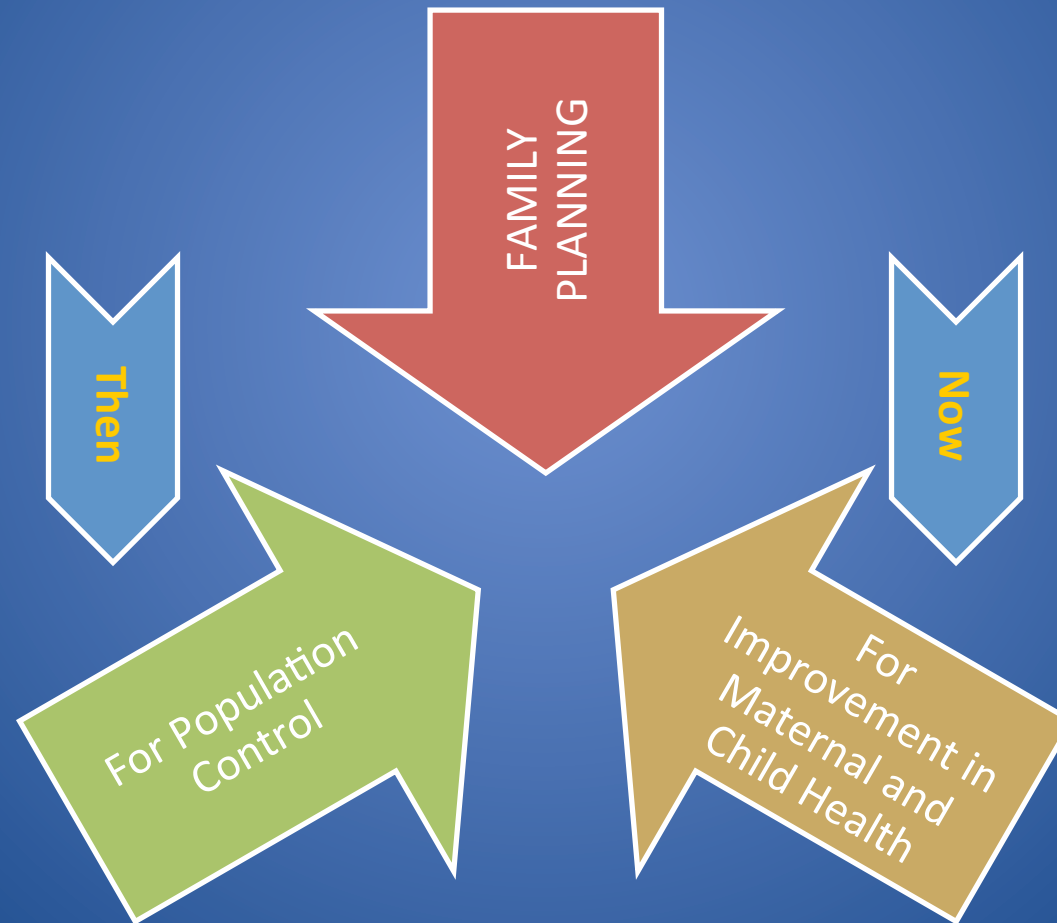 FAMILY
PLANNING
Then
Now
For Population
Control
For
Improvement in
Maternal and
Child Health